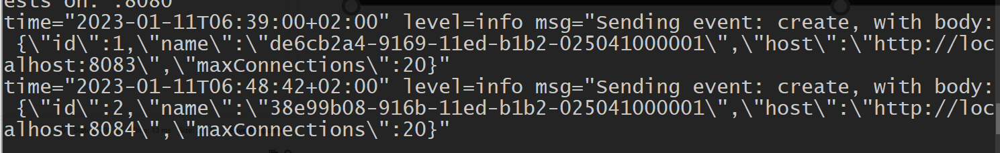 ests on: :8080
time="2023-01-11T06:39:00+02:00" level=info msg="Sending event: create, with body:
 {\"id\":1,\"name\":\"de6cb2a4-9169-11ed-b1b2-025041000001\",\"host\":\"http://loc
alhost:8083\",\"maxConnections\":20}"
time="2023-01-11T06:48:42+02:00" level=info msg="Sending event: create, with body:
 {\"id\":2,\"name\":\"38e99b08-916b-11ed-b1b2-025041000001\",\"host\":\"http://loc
alhost:8084\",\"maxConnections\":20}"